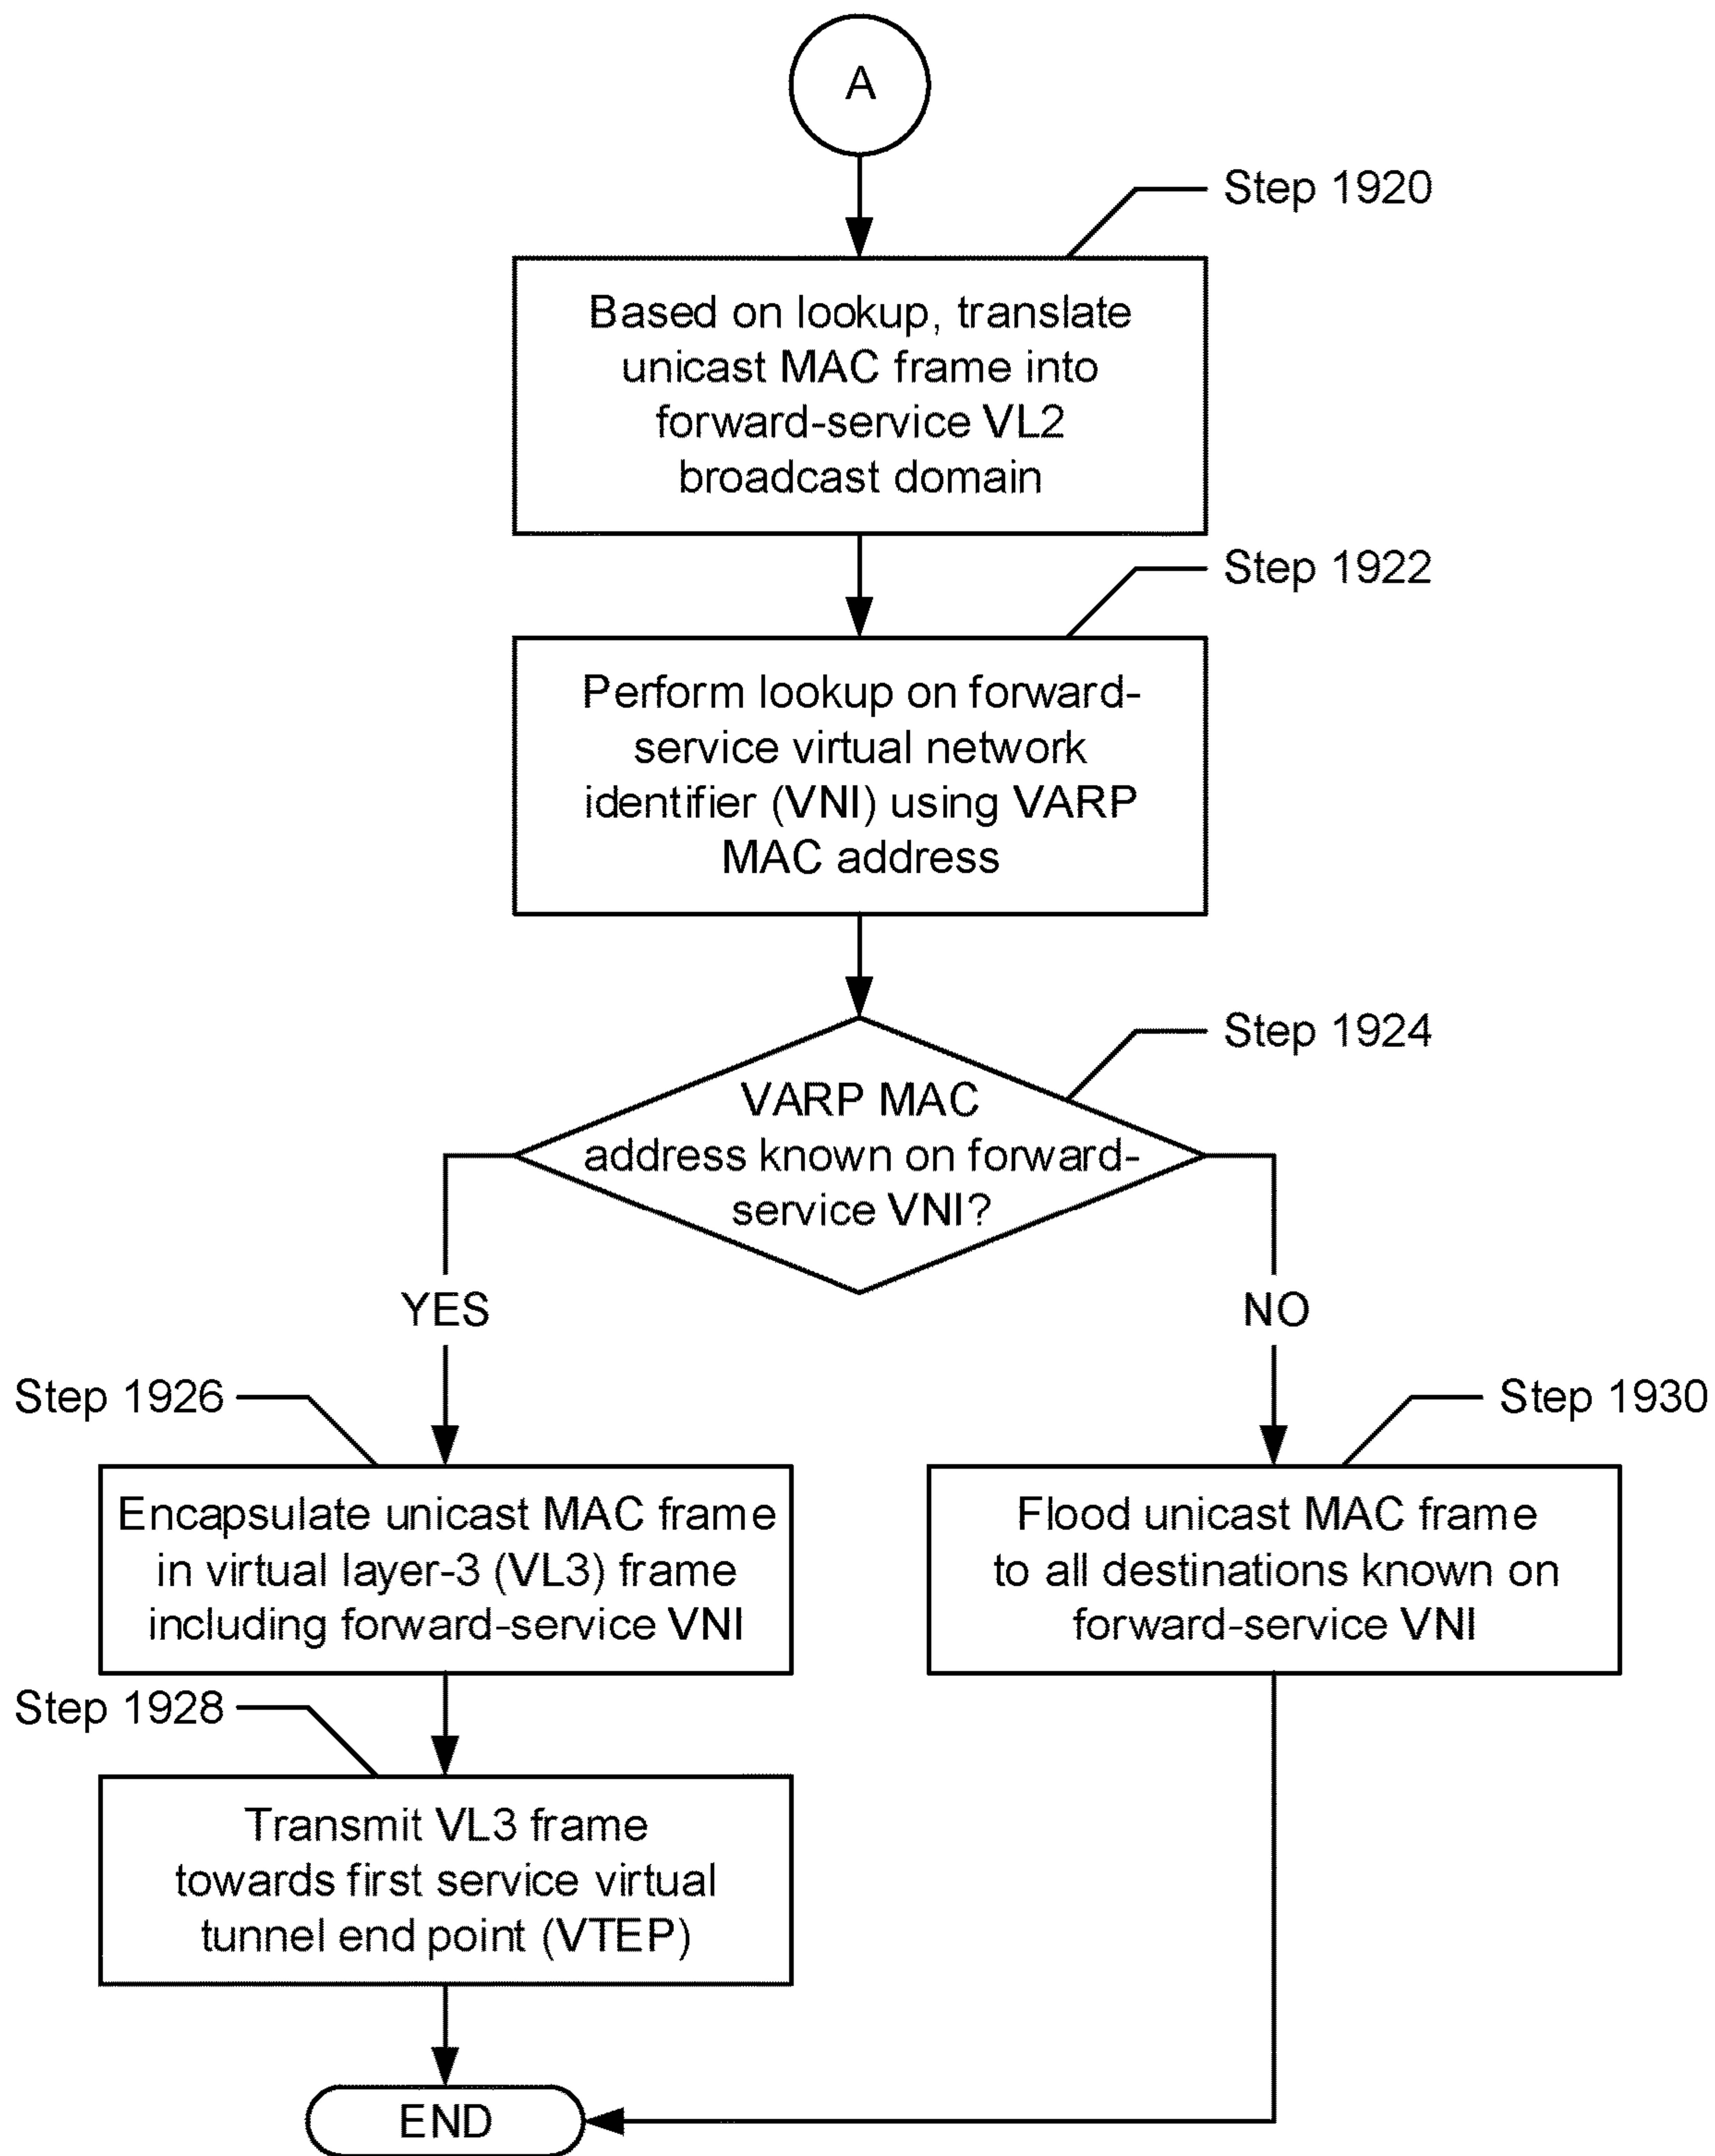 A
Step 1920
Based on lookup, translate
unicast MAC frame into
forward-service VL2
broadcast domain
Step 1922
Perform lookup on forward-
service virtual network
identifier (VNI) using VARP
MAC address
Step 1924
VARP MAC
address known on forward-
service VNI?
YES
NO
Step 1926
Encapsulate unicast MAC frame
in virtual layer-3 (VL3) frame
including forward-service VNI
Step 1930
Flood unicast MAC frame
to all destinations known on
forward-service VNI
Step 1928
Transmit VL3 frame
towards first service virtual
tunnel end point (VTEP)
END